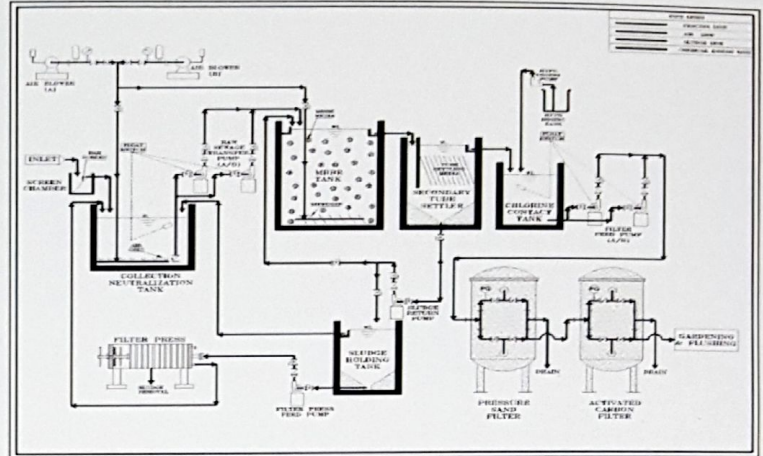 AIR BLOWER
(A)
AIR BLOWER
(B)
INLET
SCREEN
CHAMBER
BAR
SCREEN
RAW
SEWAGE
TRANSFER
PUMP
(A/B)
COLLECTION
NEUTRALIZATION
TANK
MBBR
TANK
SECONDARY
TUBE
SETTLER
CHLORINE
CONTACT
TANK
FILTER
FEED PUMP
(A/B)
SLUDGE
RETURN
PUMP
SLUDGE
HOLDING
TANK
FILTER PRESS
SLUDGE
REMOVAL
FILTER PRESS
FEED PUMP
PRESSURE
SAND
FILTER
DRAIN
ACTIVATED
CARBON
FILTER
DRAIN
GARDENING
& FLUSHING